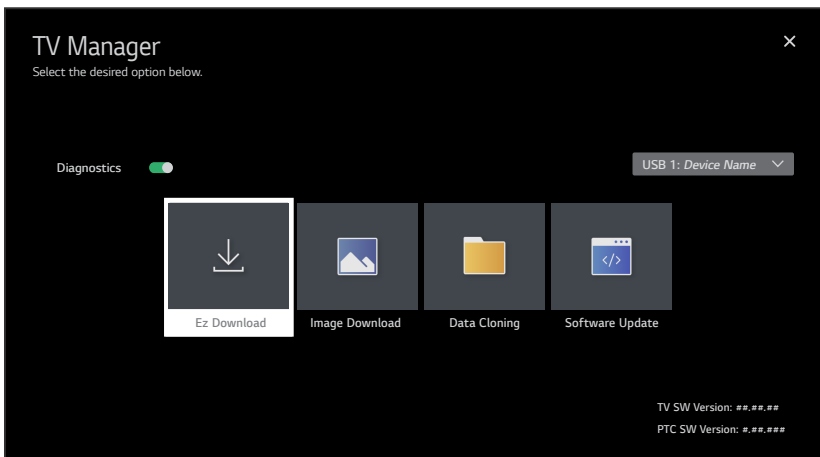 TV Manager
Select the desired option below.
Diagnostics
USB 1: Device Name
Ez Download
Image Download
Data Cloning
Software Update
TV SW Version: ##.##.##
PTC SW Version: #.##.###